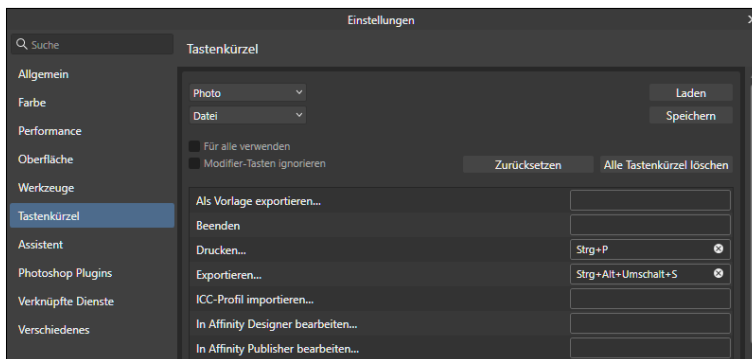 Einstellungen
Suche
Allgemein
Farbe
Performance
Oberfläche
Werkzeuge
Tastenkürzel
Assistent
Photoshop Plugins
Verknüpfte Dienste
Verschiedenes
Tastenkürzel
Photo
Laden
Datei
Speichern
Für alle verwenden
Modifier-Tasten ignorieren
Zurücksetzen
Alle Tastenkürzel löschen
Als Vorlage exportieren...
Beenden
Drucken... Strg+P
Exportieren... Strg+Alt+Umschalt+S
ICC-Profil importieren...
In Affinity Designer bearbeiten...
In Affinity Publisher bearbeiten...